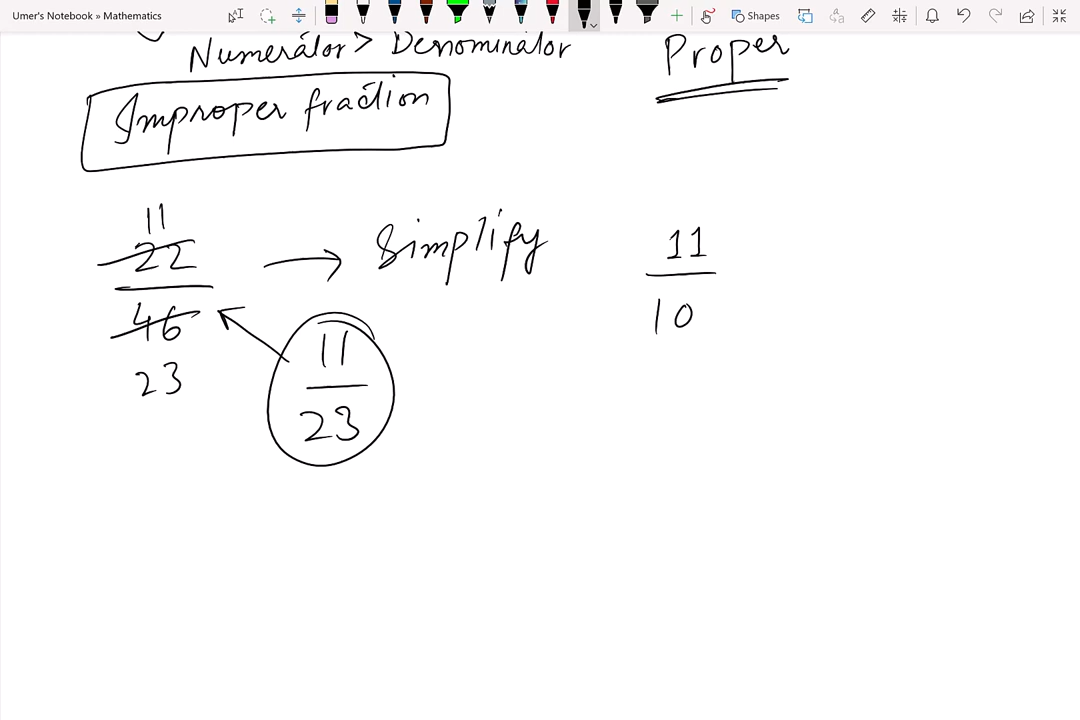 Umer's Notebook » Mathematics
Shapes
Numerator > Denominator
Proper
Improper fraction
11
22
46
23
→ Simplify
11
23
11
10